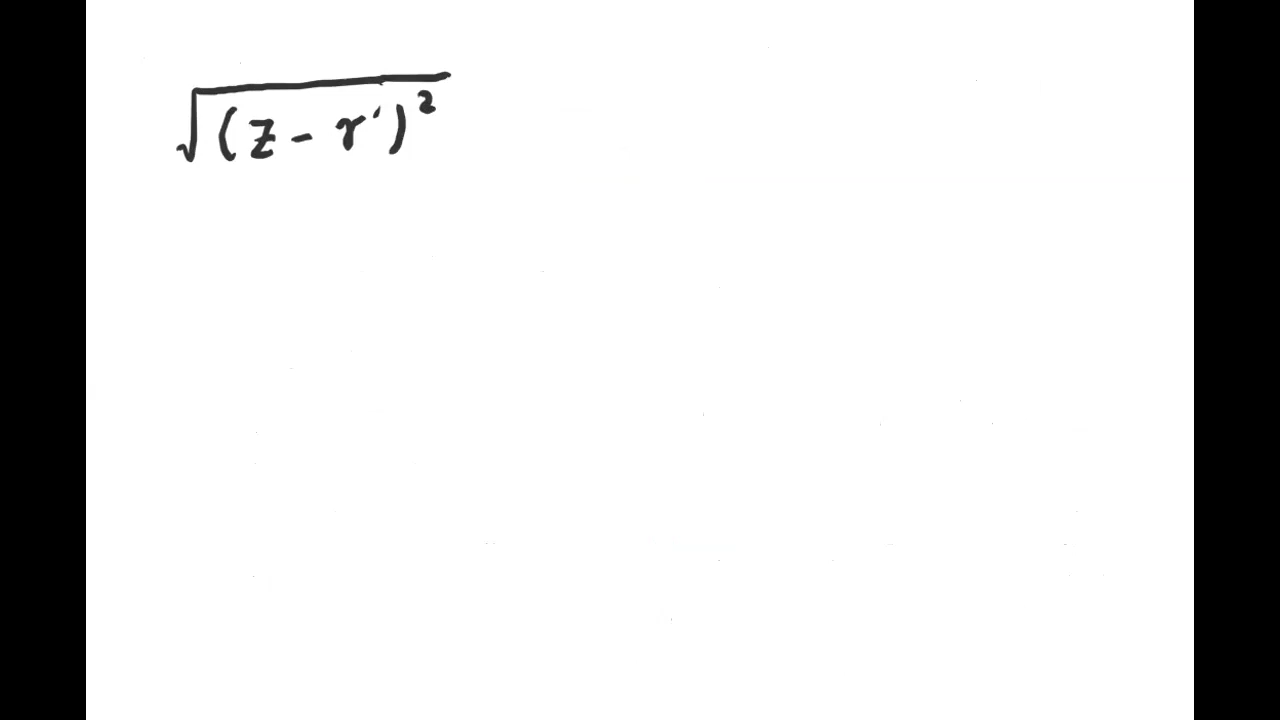 √(z - r')²